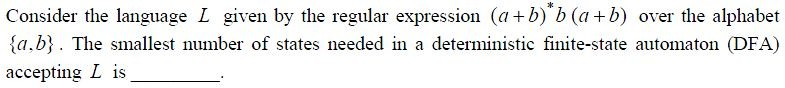 Consider the language L given by the regular expression (a+b)*b(a+b) over the alphabet
{a,b}. The smallest number of states needed in a deterministic finite-state automaton (DFA)
accepting L is _________.